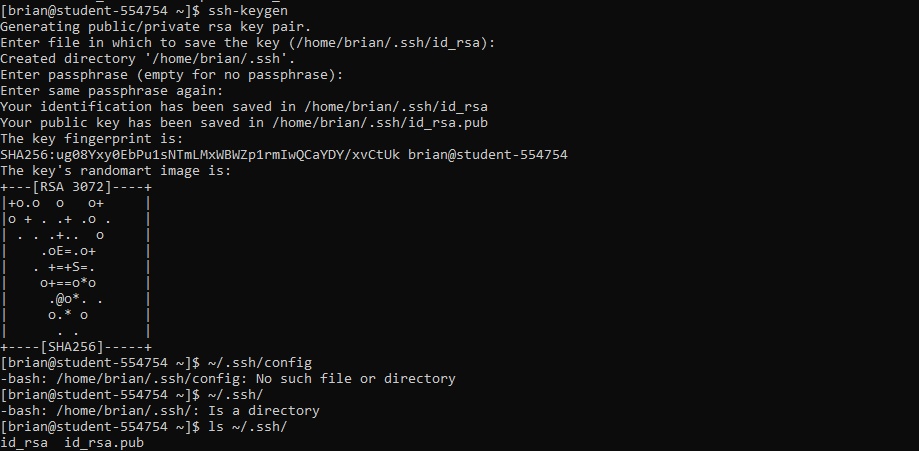 [brian@student-554754 ~]$ ssh-keygen
Generating public/private rsa key pair.
Enter file in which to save the key (/home/brian/.ssh/id_rsa):
Created directory '/home/brian/.ssh'.
Enter passphrase (empty for no passphrase):
Enter same passphrase again:
Your identification has been saved in /home/brian/.ssh/id_rsa
Your public key has been saved in /home/brian/.ssh/id_rsa.pub
The key fingerprint is:
SHA256:ug08Yxy0EbPu1sNTmLMxWBWZp1rmIwQCaYDY/xvCtUk brian@student-554754
The key's randomart image is:
+---[RSA 3072]----+
|+o.o  o   o+     |
|o + . .+ .o .    |
| . . .+..  o     |
|    .oE=.o+      |
|   . +=+S=.      |
|    o+==o*o      |
|     .@o*. .     |
|     o.* o       |
|      . .        |
+----[SHA256]-----+
[brian@student-554754 ~]$ ~/.ssh/config
-bash: /home/brian/.ssh/config: No such file or directory
[brian@student-554754 ~]$ ~/.ssh/
-bash: /home/brian/.ssh/: Is a directory
[brian@student-554754 ~]$ ls ~/.ssh/
id_rsa  id_rsa.pub